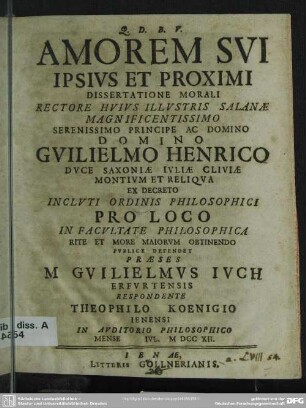 Q. D. B. V.
AMOREM SVI
IPSIVS ET PROXIMI
DISSERTATIONE MORALI
RECTORE HVIVS ILLVSTRIS SALANÆ
MAGNIFICENTISSIMO
SERENISSIMO PRINCIPE AC DOMINO
DOMINO
GVILIELMO HENRICO
DVCE SAXONIÆ IVLIÆ CLIVIÆ
MONTIVM ET RELIQVA
EX DECRETO
INCLVTI ORDINIS PHILOSOPHICI
PRO LOCO
IN FACVLTATE PHILOSOPHICA
RITE ET MORE MAIORVM OBTINENDO
PVBLICE DEFENDET
PRÆSES
M GVILIELMVS IVCH
ERFVRTENSIS
RESPONDENTE
THEOPHILO KOENIGIO
IENENSI
IN AVDITORIO PHILOSOPHICO
MENSE IVL. M DCC XII.
IENAE,
LITTERIS GOLLNERIANIS.
diss. A